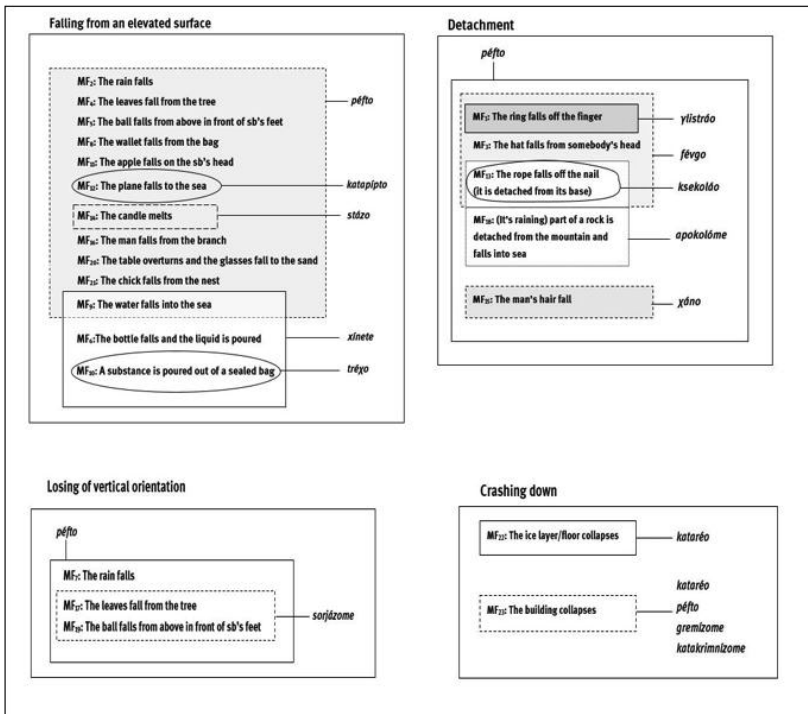 Falling from an elevated surface
MF₂: The rain falls
MF₄: The leaves fall from the tree
MF₅: The ball falls from above in front of sb's feet
péfto
MF₈: The wallet falls from the bag
MF₁₁: The apple falls on the sb's head
MF₁₂: The plane falls to the sea
katapípto
MF₁₄: The candle melts
stázo
MF₁₆: The man falls from the branch
MF₂₀: The table overturns and the glasses fall to the sand
MF₂₁: The chick falls from the nest
MF₉: The water falls into the sea
MF₆:The bottle falls and the liquid is poured
xínete
MF₁₀: A substance is poured out of a sealed bag
tréxo
Detachment
péfto
MF₁: The ring falls off the finger
ɣlistráo
MF₃: The hat falls from somebody's head
févgo
MF₁₃: The rope falls off the nail
(it is detached from its base)
ksekoláo
MF₁₈: (It's raining) part of a rock is
detached from the mountain and
falls into sea
apokolóme
MF₁₅: The man's hair fall
χáno
Losing of vertical orientation
péfto
MF₇: The rain falls
MF₁₇: The leaves fall from the tree
sorjázome
MF₁₉: The ball falls from above in front of sb's feet
Crashing down
MF₂₂: The ice layer/floor collapses
kataréo
MF₂₃: The building collapses
kataréo
péfto
gremízome
katakrimnízome